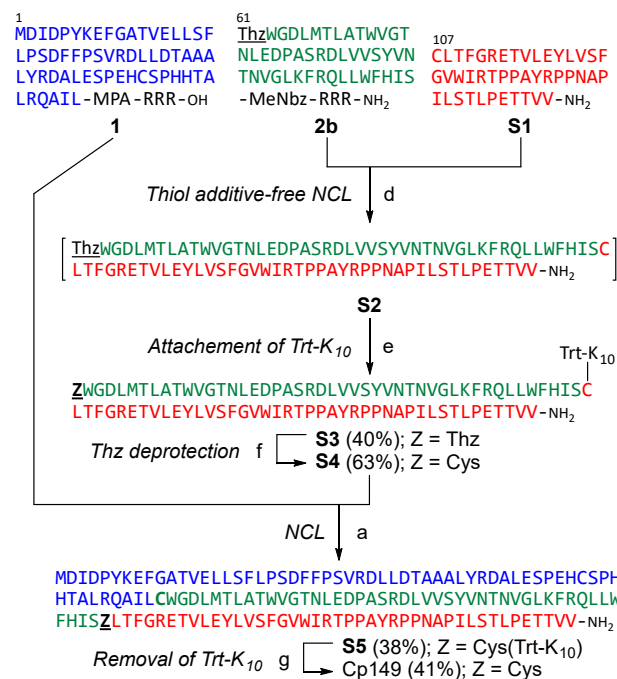 1
MDIDPYKEFGATVELLSF
LPSDFFPSVRDLLDTAAA
LYRDALESPEHCSPHHTA
LRQAIL-MPA-RRR-OH
1
61
ThzWGDLMTLATWVGT
NLEDPASRDLVVSYVN
TNVGLKFRQLLWFHIS
-MeNbz-RRR-NH2
2b
107
CLTFGRETVLEYLVSF
GVWIRTPPAYRPPNAP
ILSTLPETTVV-NH2
S1
Thiol additive-free NCL d
ThzWGDLMTLATWVGTNLEDPASRDLVVSYVNTNVGLKFRQLLWFHISC
LTFGRETVLEYLVSFGVWIRTPPAYRPPNAPILSTLPETTVV-NH2
S2
Attachement of Trt-K10 e
Trt-K10
ZWGDLMTLATWVGTNLEDPASRDLVVSYVNTNVGLKFRQLLWFHISC
LTFGRETVLEYLVSFGVWIRTPPAYRPPNAPILSTLPETTVV-NH2
S3 (40%); Z = Thz
Thz deprotection f
S4 (63%); Z = Cys
NCL a
MDIDPYKEFGATVELLSFLPSDFFPSVRDLLDTAAALYRDALESPEHCSPH
HTALRQAILCWGDLMTLATWVGTNLEDPASRDLVVSYVNTNVGLKFRQLLW
FHISZLTFGRETVLEYLVSFGVWIRTPPAYRPPNAPILSTLPETTVV-NH2
S5 (38%); Z = Cys(Trt-K10)
Removal of Trt-K10 g
Cp149 (41%); Z = Cys